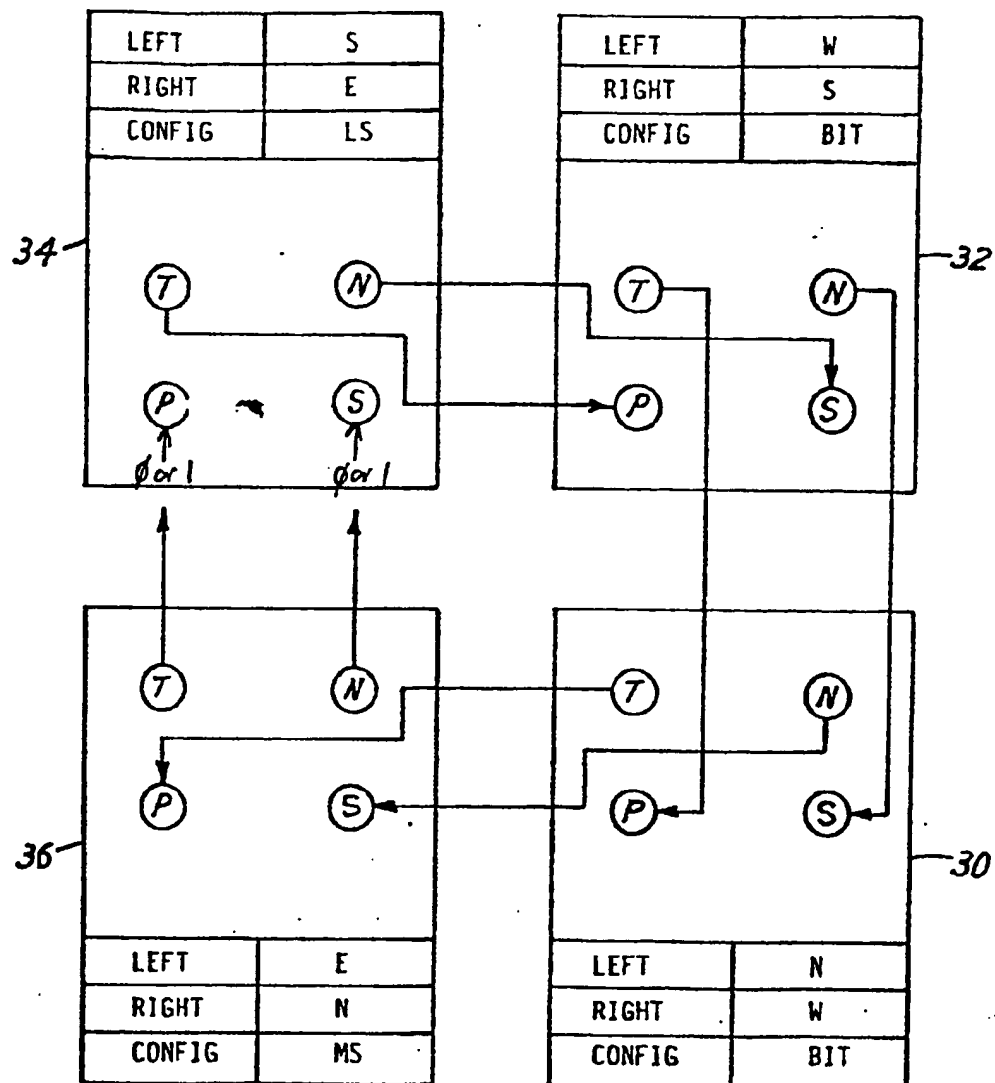 LEFT S
RIGHT E
CONFIG LS
LEFT W
RIGHT S
CONFIG BIT
34
32
T N
P S
ϕ or 1 ϕ or 1
T N
P S
T N
P S
T N
P S
36
30
LEFT E
RIGHT N
CONFIG MS
LEFT N
RIGHT W
CONFIG BIT